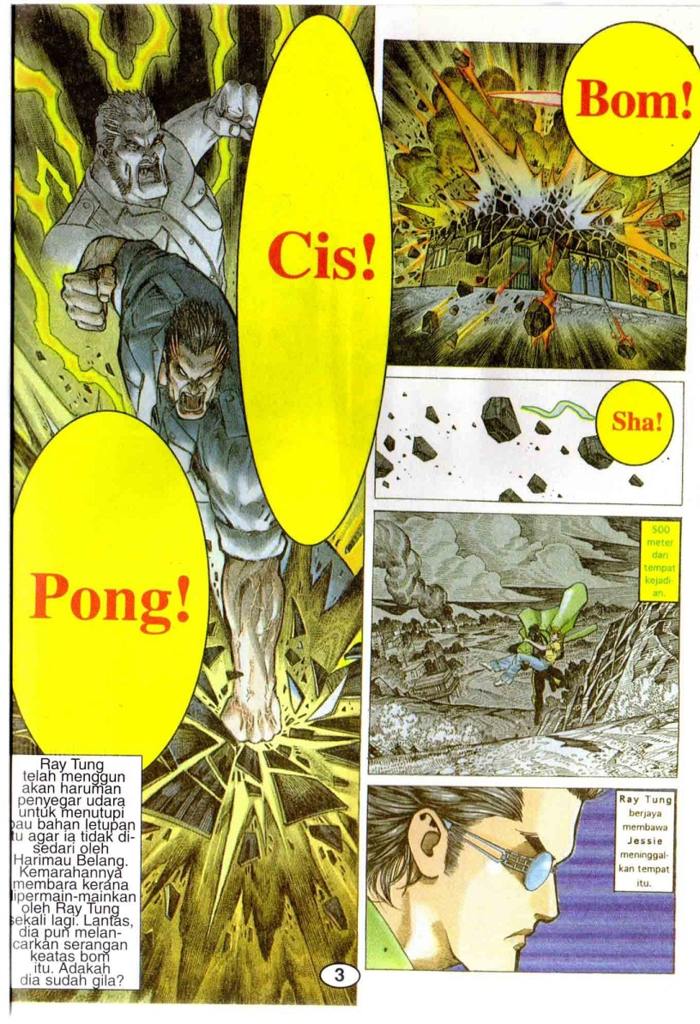 Cis!
Pong!
Ray Tung
telah menggun
akan haruman
penyegar udara
untuk menutupi
bau bahan letupan
itu agar ia tidak di-
sedari oleh
Harimau Belang.
Kemarahannya
membara kerana
dipermain-mainkan
oleh Ray Tung
sekali lagi. Lantas,
dia pun melan-
carkan serangan
keatas bom
itu. Adakah
dia sudah gila?
Bom!
Sha!
500
meter
dari
tempat
kejadi-
an.
Ray Tung
berjaya
membawa
Jessie
meninggal-
kan tempat
itu.
3